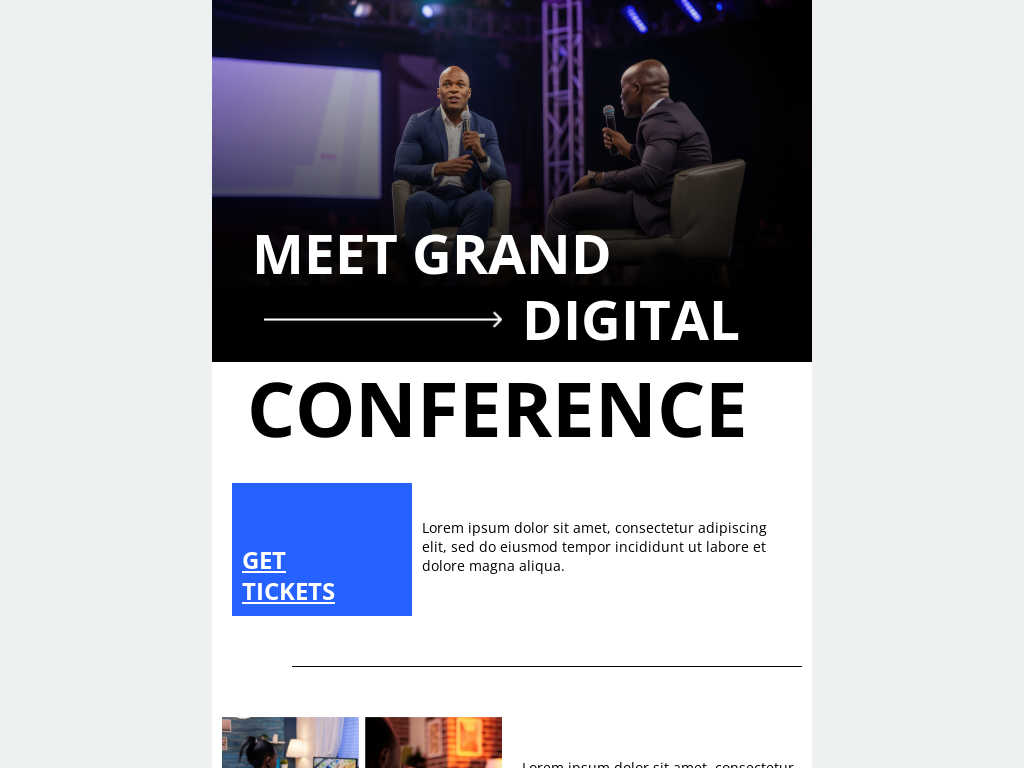 MEET GRAND
DIGITAL
CONFERENCE
GET
TICKETS
Lorem ipsum dolor sit amet, consectetur adipiscing
elit, sed do eiusmod tempor incididunt ut labore et
dolore magna aliqua.
Lorem ipsum dolor sit amet, consectetur